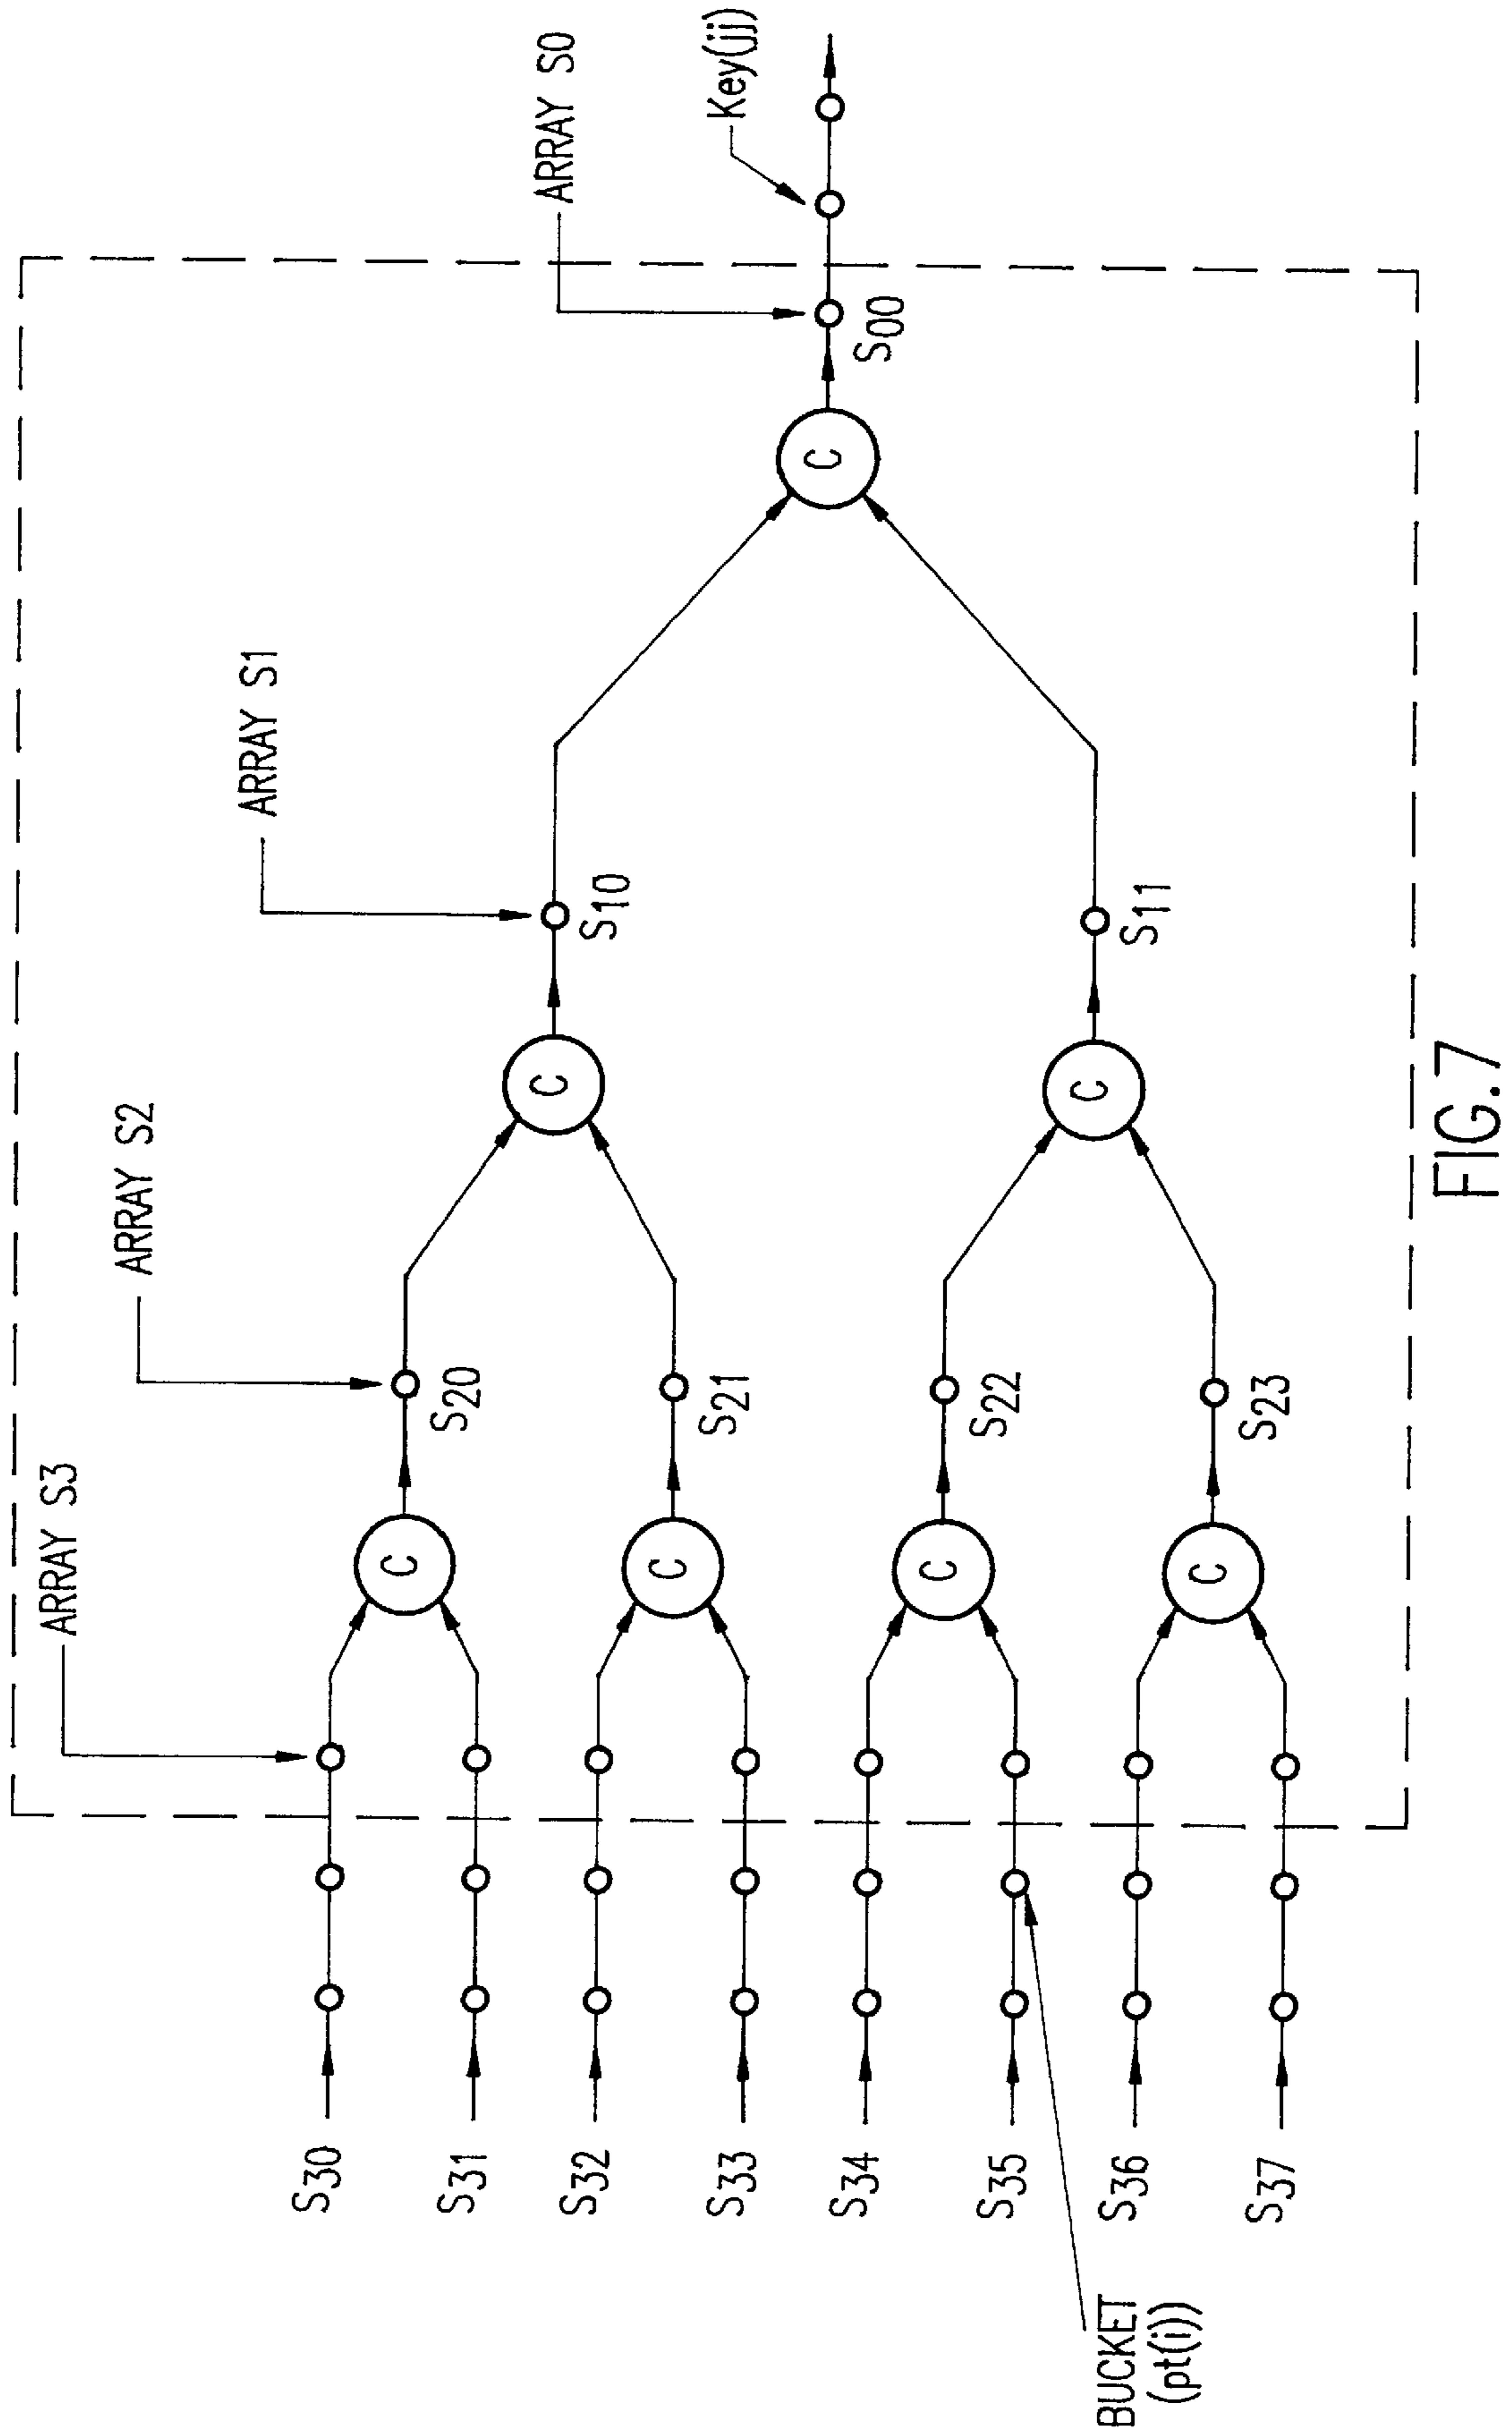 ARRAY S3
ARRAY S2
ARRAY S1
ARRAY S0
Key(jj)
S30
S31
S32
S33
S34
S35
S36
S37
C
C
C
C
S20
S21
S22
S23
C
C
S10
S11
C
S00
BUCKET
(pt(i))
FIG.7